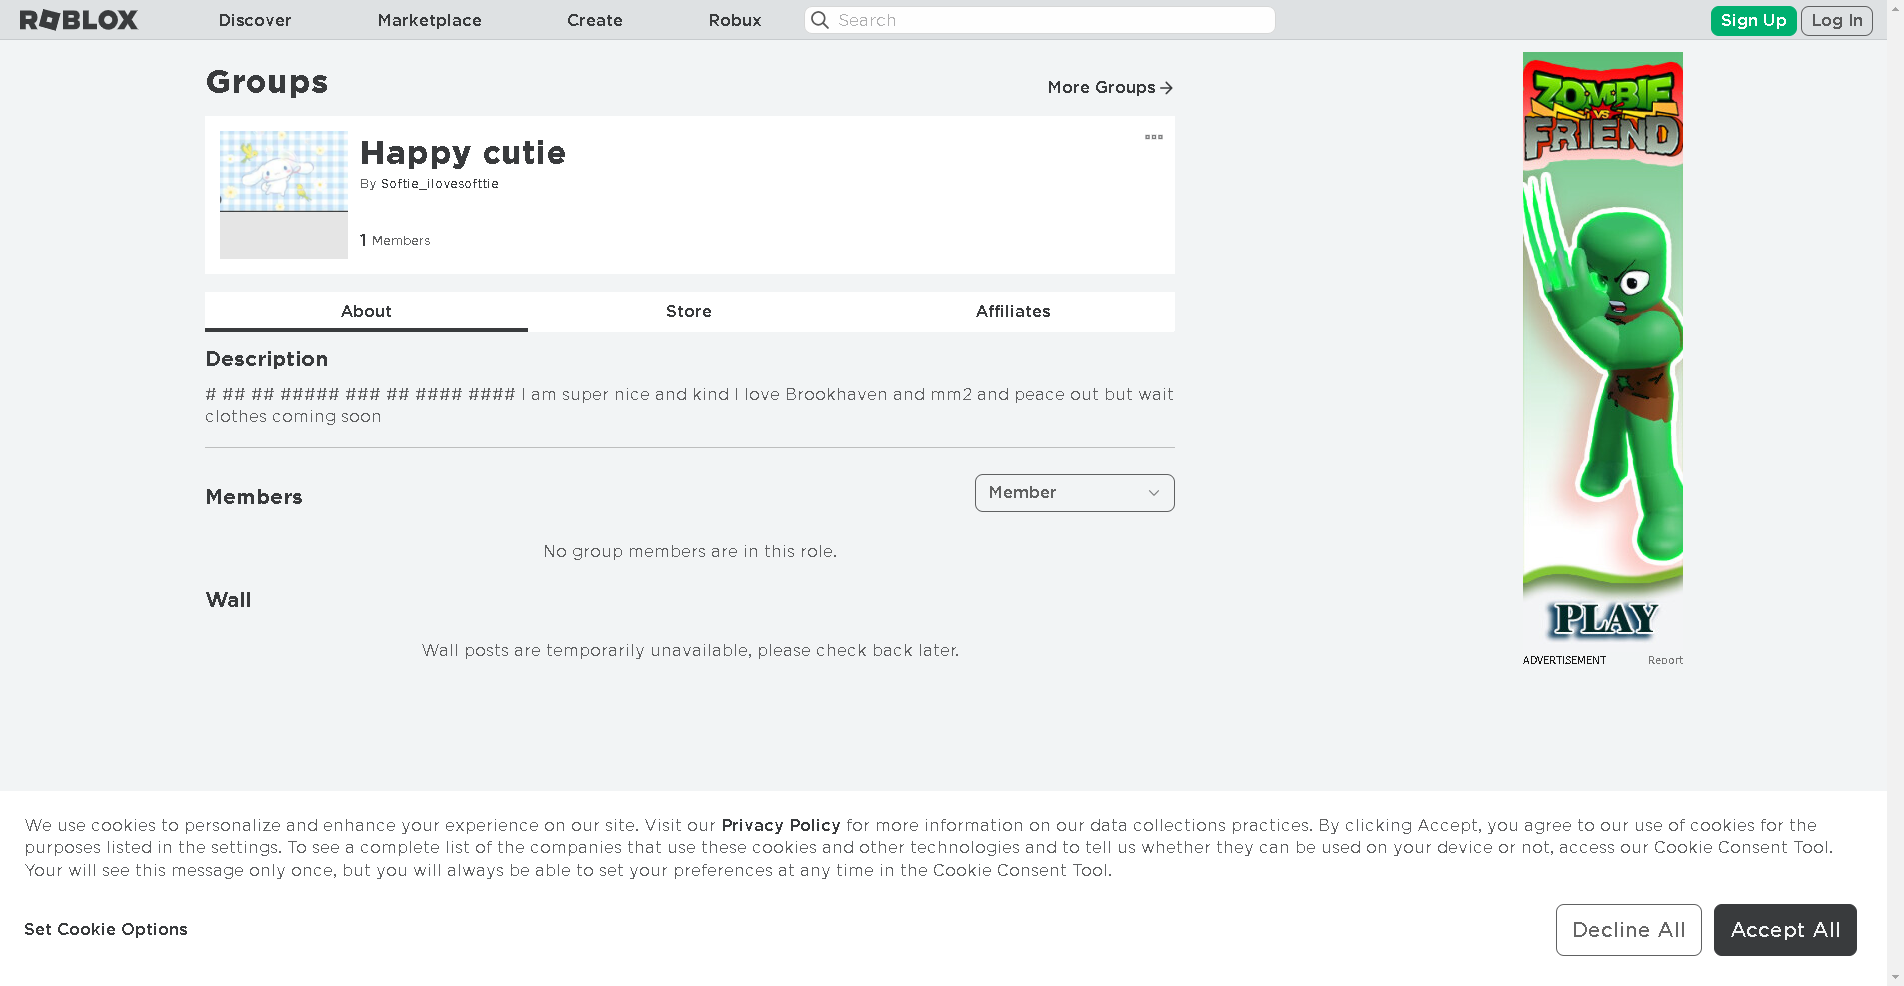 ROBLOX
Discover
Marketplace
Create
Robux
Search
Sign Up
Log In
Groups
More Groups
Happy cutie
By Softie_ilovesofttie
1 Members
About
Store
Affiliates
Description
# ## ## ##### ### ## #### #### I am super nice and kind I love Brookhaven and mm2 and peace out but wait
clothes coming soon
Members
Member
No group members are in this role.
Wall
Wall posts are temporarily unavailable, please check back later.
ZOMBIE
VS
FRIEND
PLAY
ADVERTISEMENT
Report
We use cookies to personalize and enhance your experience on our site. Visit our Privacy Policy for more information on our data collections practices. By clicking Accept, you agree to our use of cookies for the
purposes listed in the settings. To see a complete list of the companies that use these cookies and other technologies and to tell us whether they can be used on your device or not, access our Cookie Consent Tool.
Your will see this message only once, but you will always be able to set your preferences at any time in the Cookie Consent Tool.
Set Cookie Options
Decline All
Accept All